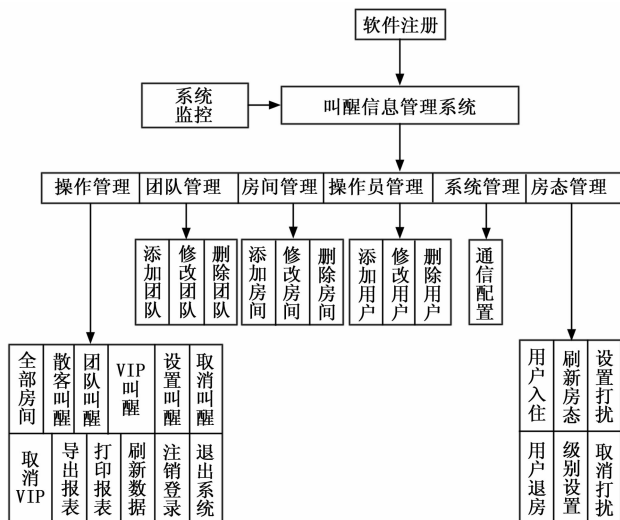 软件注册
系统
监控
叫醒信息管理系统
操作管理 团队管理 房间管理 操作员管理 系统管理 房态管理
添加团队 修改团队 删除团队 添加房间 修改房间 删除房间 添加用户 修改用户 删除用户 通信配置
全部房间 散客叫醒 团队叫醒 VIP叫醒 设置叫醒 取消叫醒
用户入住 刷新房态 设置打扰
取消VIP 导出报表 打印报表 刷新数据 注销登录 退出系统
用户退房 级别设置 取消打扰